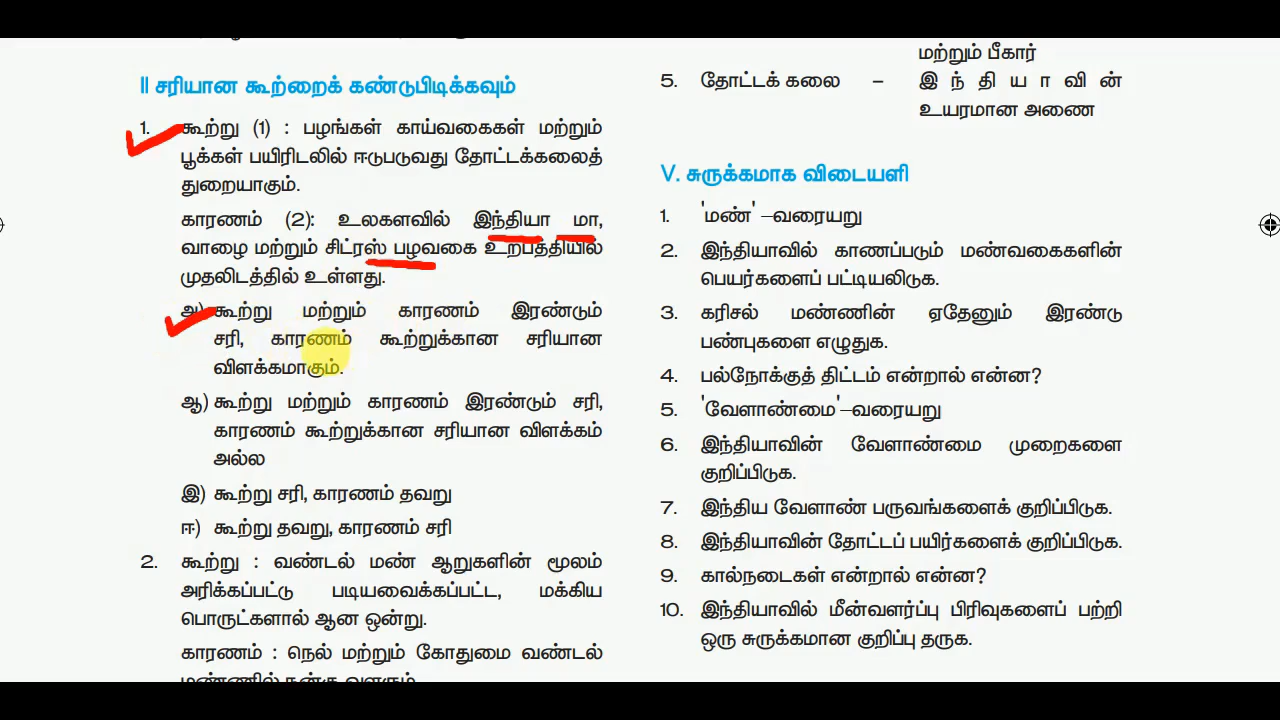 II சரியான கூற்றைக் கண்டுபிடிக்கவும்
1. கூற்று (1) : பழங்கள் காய்வகைகள் மற்றும்
பூக்கள் பயிரிடலில் ஈடுபடுவது தோட்டக்கலைத்
துறையாகும்.
காரணம் (2): உலகளவில் இந்தியா மா,
வாழை மற்றும் சிட்ரஸ் பழவகை உற்பத்தியில்
முதலிடத்தில் உள்ளது.
அ) கூற்று மற்றும் காரணம் இரண்டும்
சரி, காரணம் கூற்றுக்கான சரியான
விளக்கமாகும்.
ஆ) கூற்று மற்றும் காரணம் இரண்டும் சரி,
காரணம் கூற்றுக்கான சரியான விளக்கம்
அல்ல
இ) கூற்று சரி, காரணம் தவறு
ஈ) கூற்று தவறு, காரணம் சரி
2. கூற்று : வண்டல் மண் ஆறுகளின் மூலம்
அரிக்கப்பட்டு படியவைக்கப்பட்ட, மக்கிய
பொருட்களால் ஆன ஒன்று.
காரணம் : நெல் மற்றும் கோதுமை வண்டல்
மண்ணில் நன்கு வளரும்
மற்றும் பீகார்
5. தோட்டக் கலை – இ ந் தி யா வி ன்
உயரமான அணை
V. சுருக்கமாக விடையளி
1. 'மண்' –வரையறு
2. இந்தியாவில் காணப்படும் மண்வகைகளின்
பெயர்களைப் பட்டியலிடுக.
3. கரிசல் மண்ணின் ஏதேனும் இரண்டு
பண்புகளை எழுதுக.
4. பல்நோக்குத் திட்டம் என்றால் என்ன?
5. 'வேளாண்மை'–வரையறு
6. இந்தியாவின் வேளாண்மை முறைகளை
குறிப்பிடுக.
7. இந்திய வேளாண் பருவங்களைக் குறிப்பிடுக.
8. இந்தியாவின் தோட்டப் பயிர்களைக் குறிப்பிடுக.
9. கால்நடைகள் என்றால் என்ன?
10. இந்தியாவில் மீன்வளர்ப்பு பிரிவுகளைப் பற்றி
ஒரு சுருக்கமான குறிப்பு தருக.